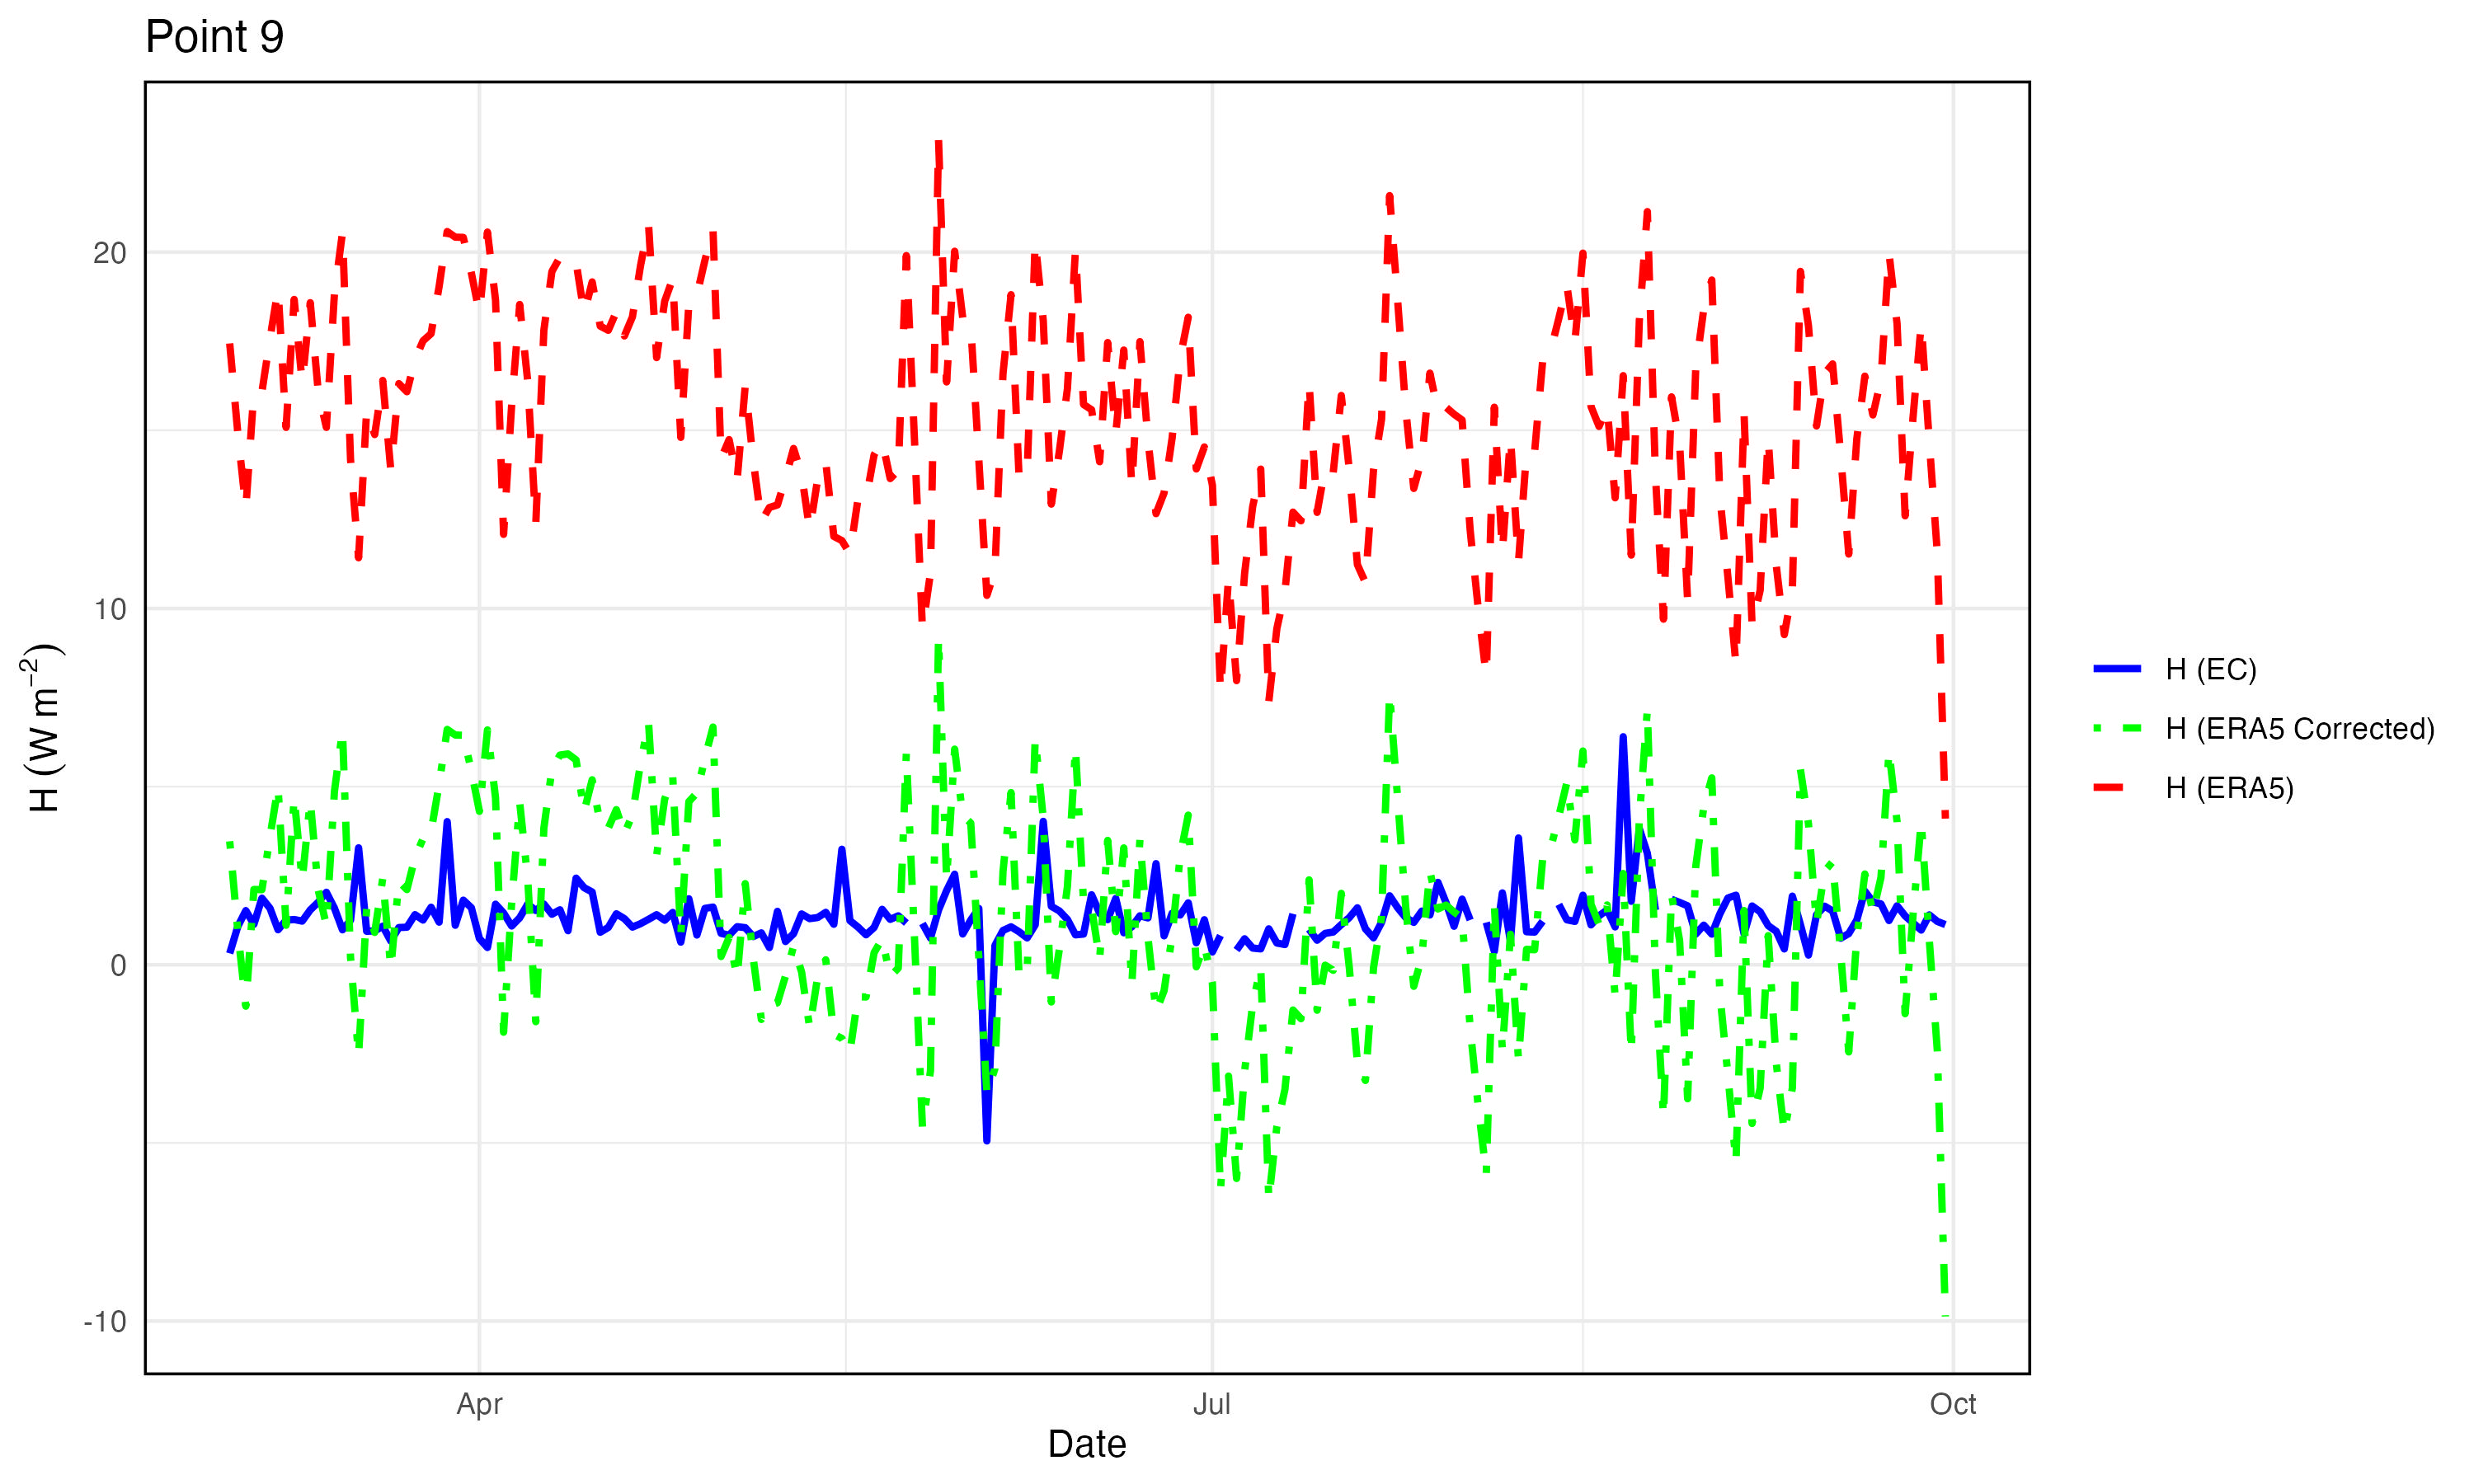 Point 9
H (W m⁻²)
20
10
0
-10
Apr
Jul
Oct
Date
H (EC)
H (ERA5 Corrected)
H (ERA5)